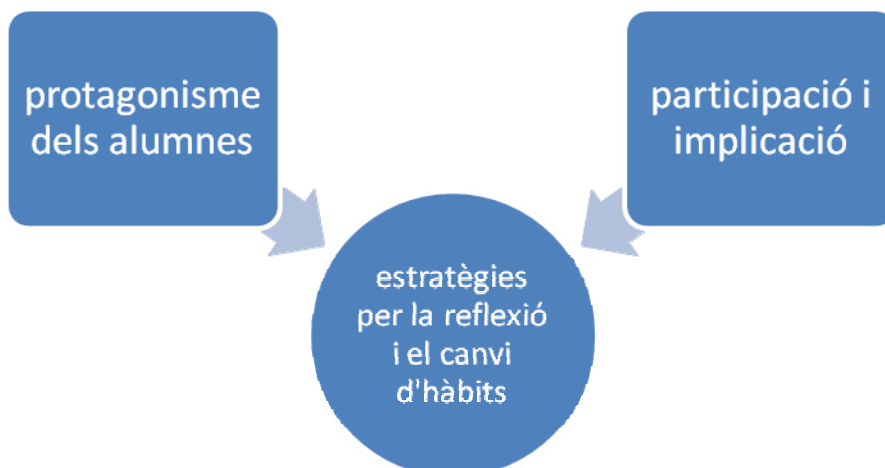 protagonisme
dels alumnes
participació i
implicació
estratègies
per la reflexió
i el canvi
d'hàbits